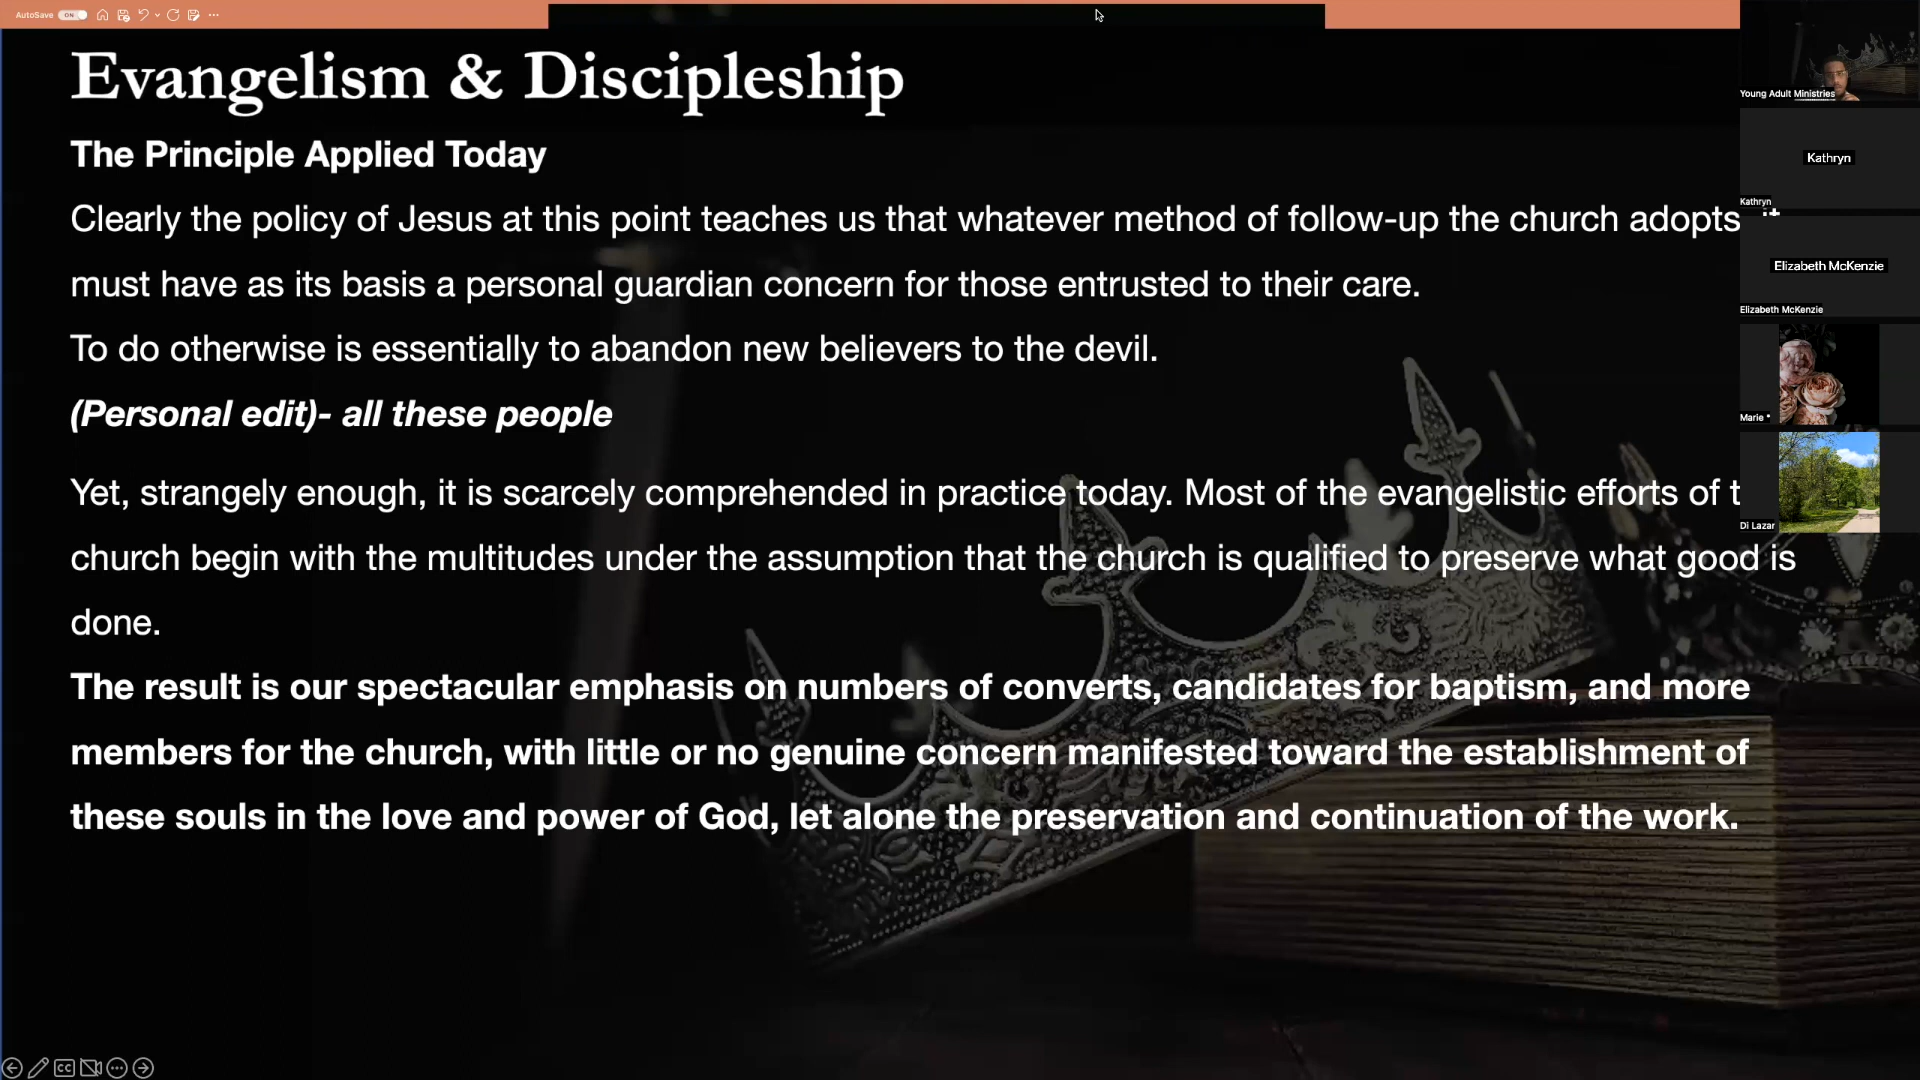 AutoSave ON
Evangelism & Discipleship
The Principle Applied Today
Clearly the policy of Jesus at this point teaches us that whatever method of follow-up the church adopts
must have as its basis a personal guardian concern for those entrusted to their care.
To do otherwise is essentially to abandon new believers to the devil.
(Personal edit)- all these people
Yet, strangely enough, it is scarcely comprehended in practice today. Most of the evangelistic efforts of
church begin with the multitudes under the assumption that the church is qualified to preserve what good is
done.
The result is our spectacular emphasis on numbers of converts, candidates for baptism, and more
members for the church, with little or no genuine concern manifested toward the establishment of
these souls in the love and power of God, let alone the preservation and continuation of the work.
Young Adult Ministries
Kathryn
Kathryn
Elizabeth McKenzie
Elizabeth McKenzie
Marie *
Di Lazar
CC